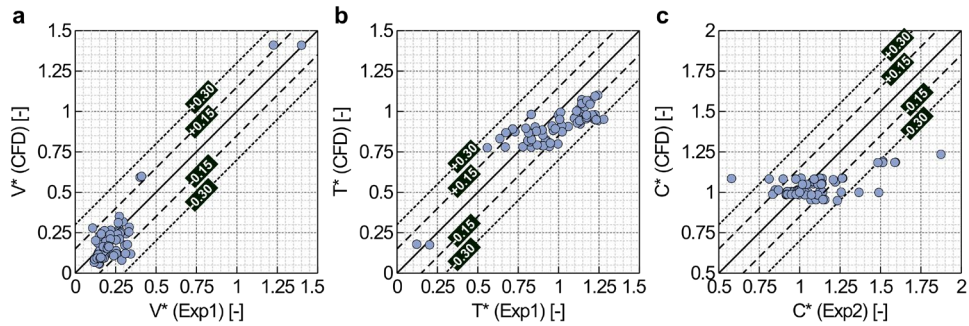 a
1.5
1.25
1
0.75
0.5
0.25
0
V* (CFD) [-]
+0.30
+0.15
-0.15
-0.30
0 0.25 0.5 0.75 1 1.25 1.5
V* (Exp1) [-]
b
1.5
1.25
1
0.75
0.5
0.25
0
T* (CFD) [-]
+0.30
+0.15
-0.15
-0.30
0 0.25 0.5 0.75 1 1.25 1.5
T* (Exp1) [-]
c
2
1.75
1.5
1.25
1
0.75
0.5
C* (CFD) [-]
+0.30
+0.15
-0.15
-0.30
0.5 0.75 1 1.25 1.5 1.75 2
C* (Exp2) [-]